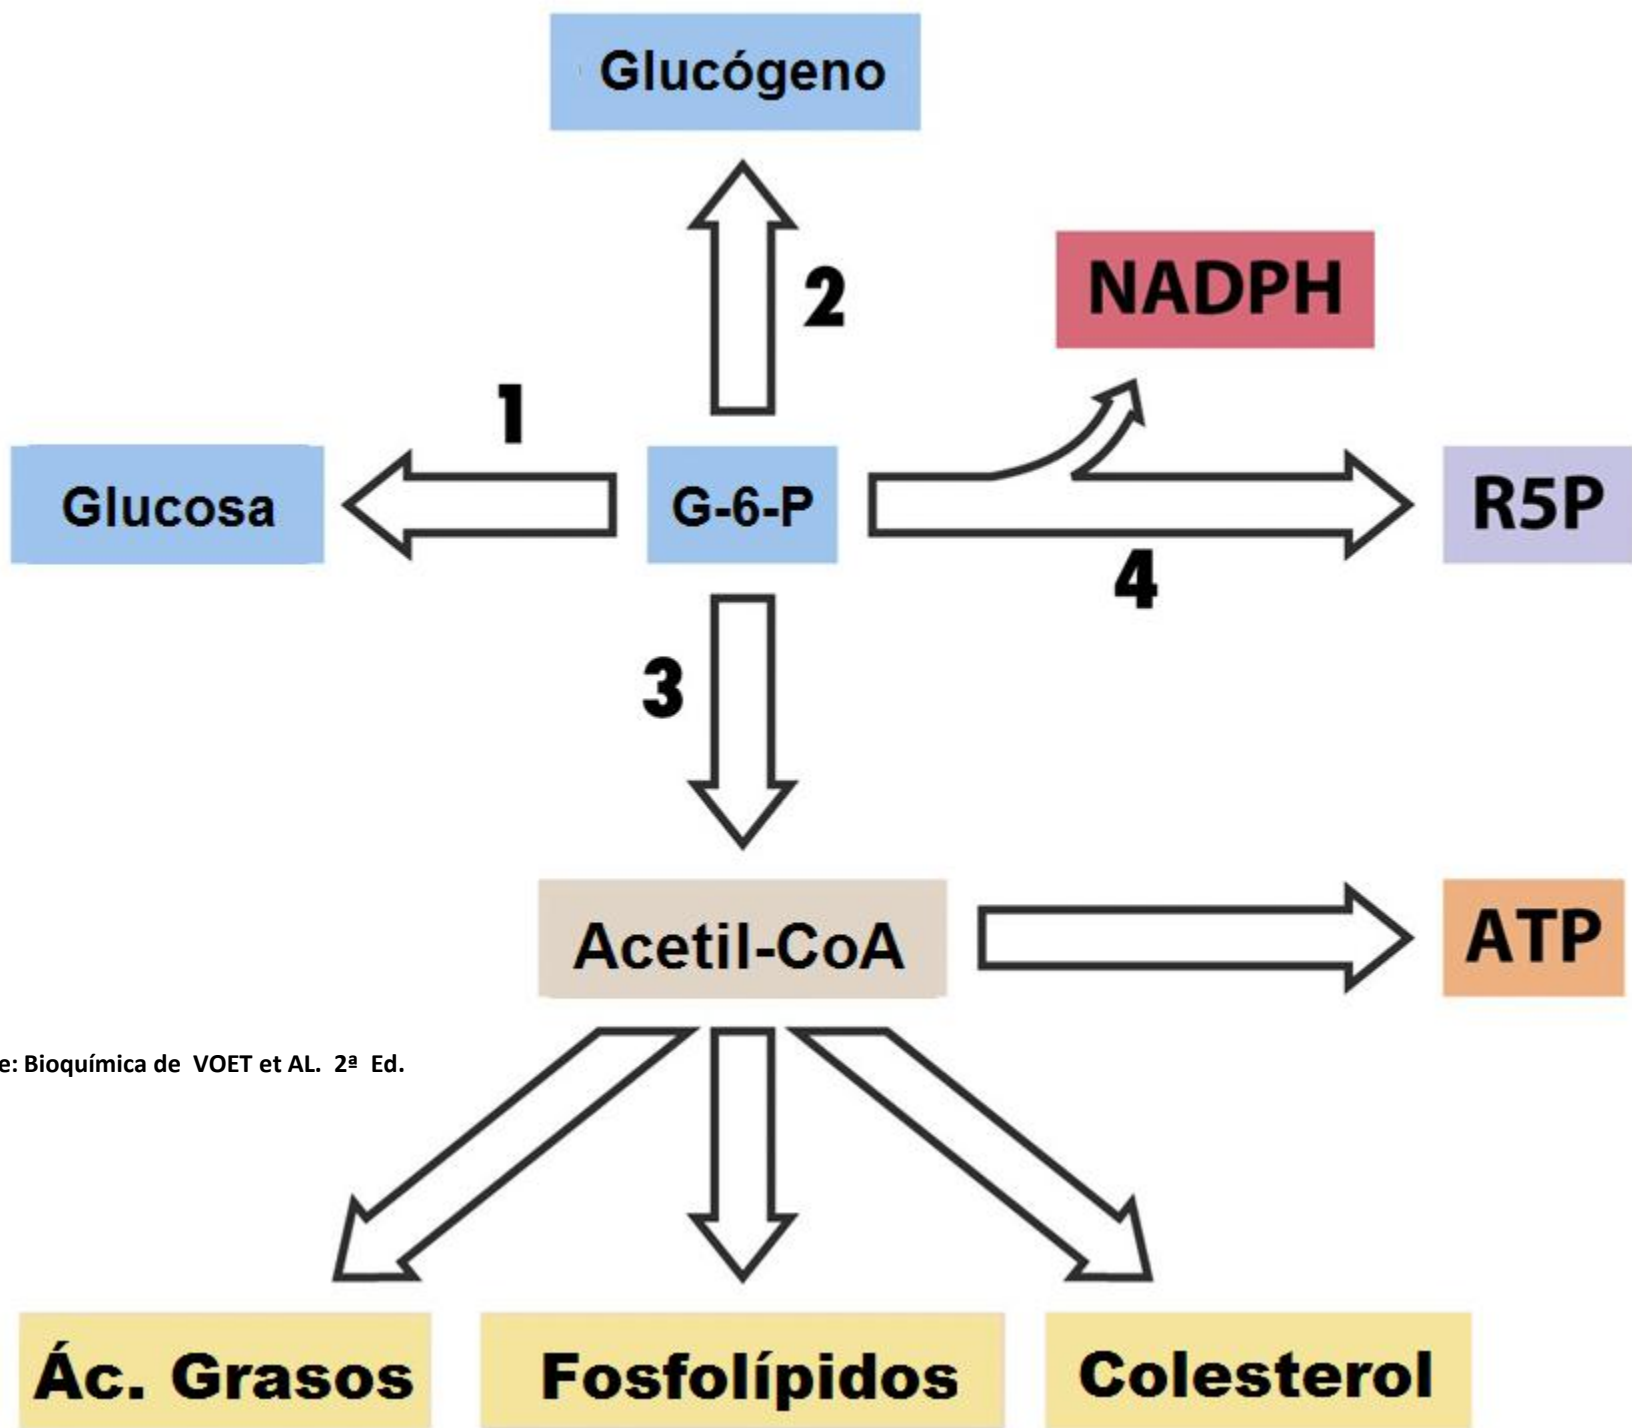 Glucógeno
2
NADPH
1
Glucosa
G-6-P
R5P
4
3
Acetil-CoA
ATP
e: Bioquímica de VOET et AL. 2ª Ed.
Ác. Grasos
Fosfolípidos
Colesterol